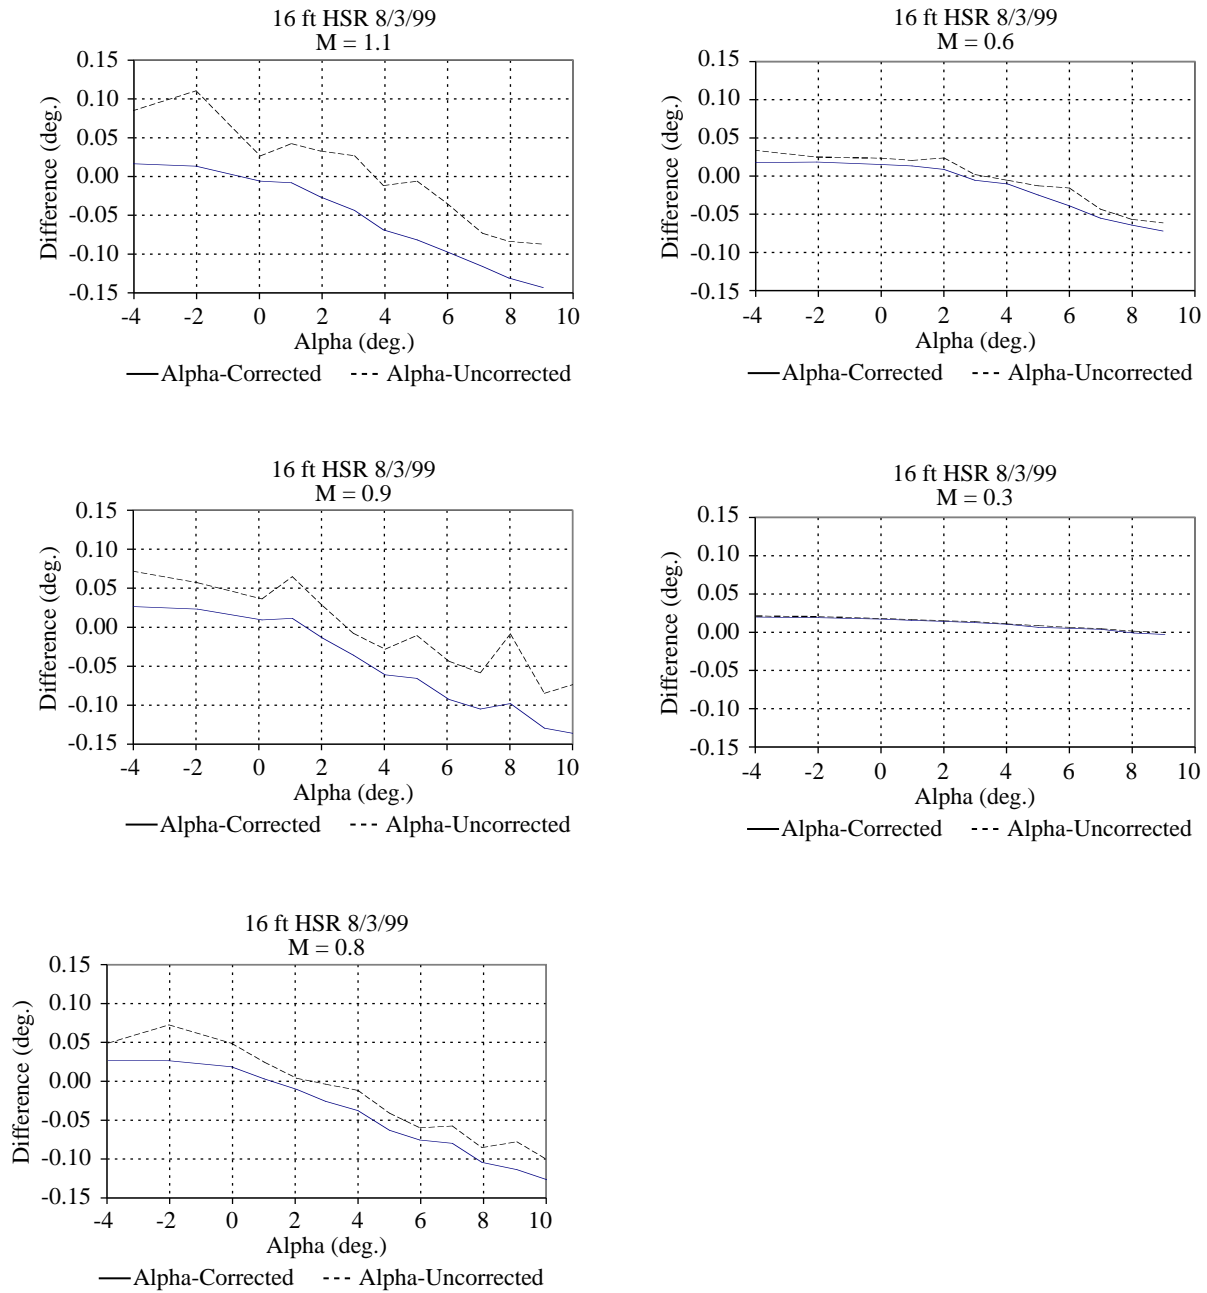 16 ft HSR 8/3/99
M = 1.1
0.15
0.10
0.05
0.00
-0.05
-0.10
-0.15
Difference (deg.)
-4 -2 0 2 4 6 8 10
Alpha (deg.)
Alpha-Corrected Alpha-Uncorrected
16 ft HSR 8/3/99
M = 0.6
0.15
0.10
0.05
0.00
-0.05
-0.10
-0.15
Difference (deg.)
-4 -2 0 2 4 6 8 10
Alpha (deg.)
Alpha-Corrected Alpha-Uncorrected
16 ft HSR 8/3/99
M = 0.9
0.15
0.10
0.05
0.00
-0.05
-0.10
-0.15
Difference (deg.)
-4 -2 0 2 4 6 8 10
Alpha (deg.)
Alpha-Corrected Alpha-Uncorrected
16 ft HSR 8/3/99
M = 0.3
0.15
0.10
0.05
0.00
-0.05
-0.10
-0.15
Difference (deg.)
-4 -2 0 2 4 6 8 10
Alpha (deg.)
Alpha-Corrected Alpha-Uncorrected
16 ft HSR 8/3/99
M = 0.8
0.15
0.10
0.05
0.00
-0.05
-0.10
-0.15
Difference (deg.)
-4 -2 0 2 4 6 8 10
Alpha (deg.)
Alpha-Corrected Alpha-Uncorrected